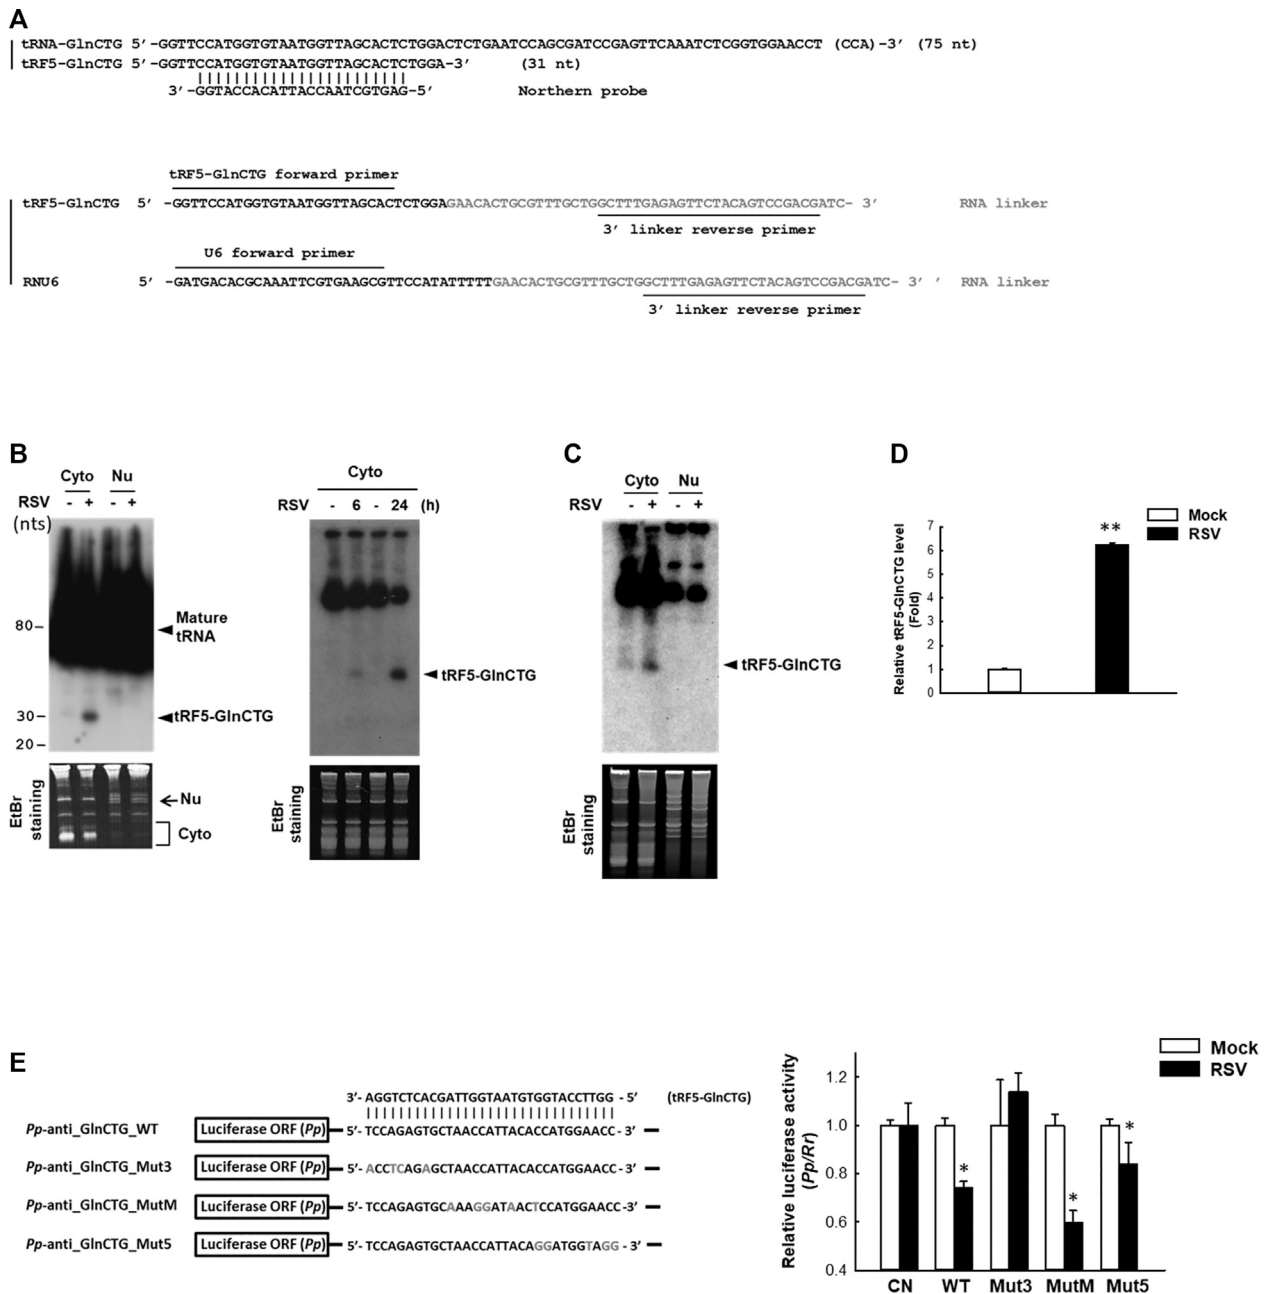 A
tRNA-GlnCTG 5’-GGTTCCATGGTGTAATGGTTAGCACTCTGGACTCTGAATCCAGCGATCCGAGTTCAAATCTCGGTGGAACCT (CCA)-3’ (75 nt)
tRF5-GlnCTG 5’-GGTTCCATGGTGTAATGGTTAGCACTCTGGA-3’ (31 nt)
3’-GGTACCACATTACCAATCGTGAG-5’ Northern probe
tRF5-GlnCTG forward primer
tRF5-GlnCTG 5’ -GGTTCCATGGTGTAATGGTTAGCACTCTGGAGAACACTGCGTTTGCTGGCTTTGAGAGTTCTACAGTCCGACGATC- 3’ RNA linker
3’ linker reverse primer
U6 forward primer
RNU6 5’ -GATGACACGCAAATTCGTGAAGCGTTCCATATTTTTGAACACTGCGTTTGCTGGCTTTGAGAGTTCTACAGTCCGACGATC- 3’ ’ RNA linker
3’ linker reverse primer
B
Cyto Nu
RSV - + - +
(nts)
80
Mature tRNA
30
tRF5-GlnCTG
20
EtBr staining
Nu
Cyto
Cyto
RSV - 6 - 24 (h)
tRF5-GlnCTG
EtBr staining
C
Cyto Nu
RSV - + - +
tRF5-GlnCTG
EtBr staining
D
Mock
RSV
Relative tRF5-GlnCTG level
(Fold)
7
6
5
4
3
2
1
0
**
E
3’- AGGTCTCACGATTGGTAATGTGGTACCTTGG - 5’ (tRF5-GlnCTG)
Pp-anti_GlnCTG_WT Luciferase ORF (Pp) 5’- TCCAGAGTGCTAACCATTACACCATGGAACC - 3’
Pp-anti_GlnCTG_Mut3 Luciferase ORF (Pp) 5’- ACCTCAGAGCTAACCATTACACCATGGAACC - 3’
Pp-anti_GlnCTG_MutM Luciferase ORF (Pp) 5’- TCCAGAGTGCAAAGGATAACTCCATGGAACC - 3’
Pp-anti_GlnCTG_Mut5 Luciferase ORF (Pp) 5’- TCCAGAGTGCTAACCATTACAGGATGGTAGG - 3’
Mock
RSV
Relative luciferase activity
(Pp/Rr)
1.2
1.0
0.8
0.6
0.4
* * *
CN WT Mut3 MutM Mut5